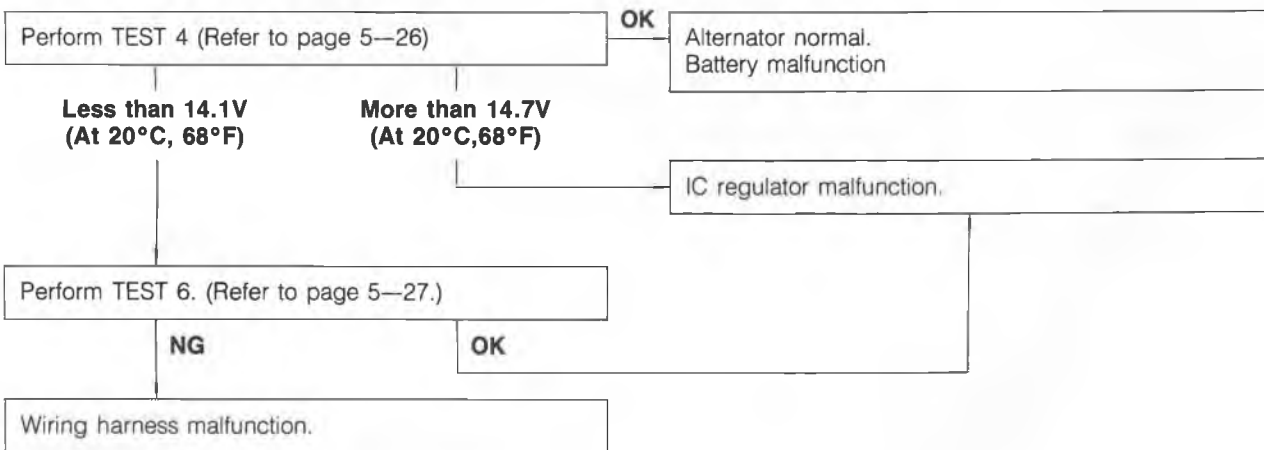 Perform TEST 4 (Refer to page 5—26)
OK
Alternator normal.
Battery malfunction
Less than 14.1V
(At 20°C, 68°F)
More than 14.7V
(At 20°C,68°F)
IC regulator malfunction.
Perform TEST 6. (Refer to page 5—27.)
NG
OK
Wiring harness malfunction.